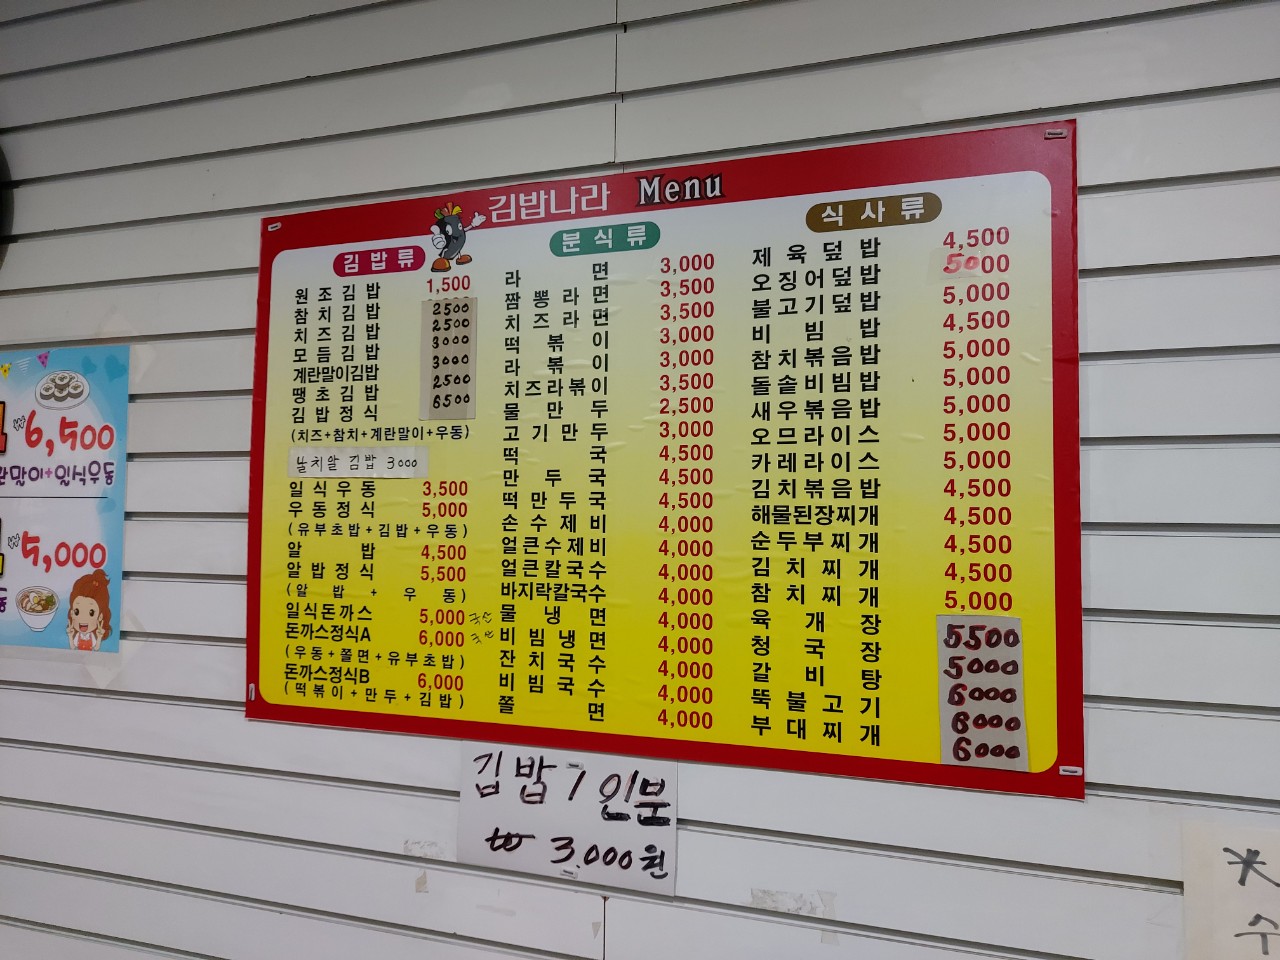 김밥나라 Menu
김밥류
원조김밥 1,500
참치김밥 2500
치즈김밥 2500
모듬김밥 3000
계란말이김밥 3000
땡초김밥 2500
김밥정식 6500
(치즈+참치+계란말이+우동)
날치알 김밥 3000
일식우동 3,500
우동정식 5,000
(유부초밥+김밥+우동)
알밥 4,500
알밥정식 5,500
(알밥+우동)
일식돈까스 5,000
돈까스정식A 6,000
(우동+쫄면+유부초밥)
돈까스정식B 6,000
(떡볶이+만두+김밥)
분식류
라면 3,000
짬뽕라면 3,500
치즈라면 3,500
떡볶이 3,000
라볶이 3,000
치즈라볶이 3,500
물만두 2,500
고기만두 3,000
떡국 4,500
만두국 4,500
떡만두국 4,500
손수제비 4,000
얼큰수제비 4,000
얼큰칼국수 4,000
바지락칼국수 4,000
물냉면 4,000
비빔냉면 4,000
잔치국수 4,000
비빔국수 4,000
쫄면 4,000
식사류
제육덮밥 4,500
오징어덮밥 5000
불고기덮밥 5,000
비빔밥 4,500
참치볶음밥 5,000
돌솥비빔밥 5,000
새우볶음밥 5,000
오므라이스 5,000
카레라이스 5,000
김치볶음밥 4,500
해물된장찌개 4,500
순두부찌개 4,500
김치찌개 4,500
참치찌개 5,000
육개장 5500
청국장 5000
갈비탕 6000
뚝불고기 6000
부대찌개 6000
₩6,500
란말이+일식우동
₩5,000
김밥 1인분
₩ 3,000원
*
수